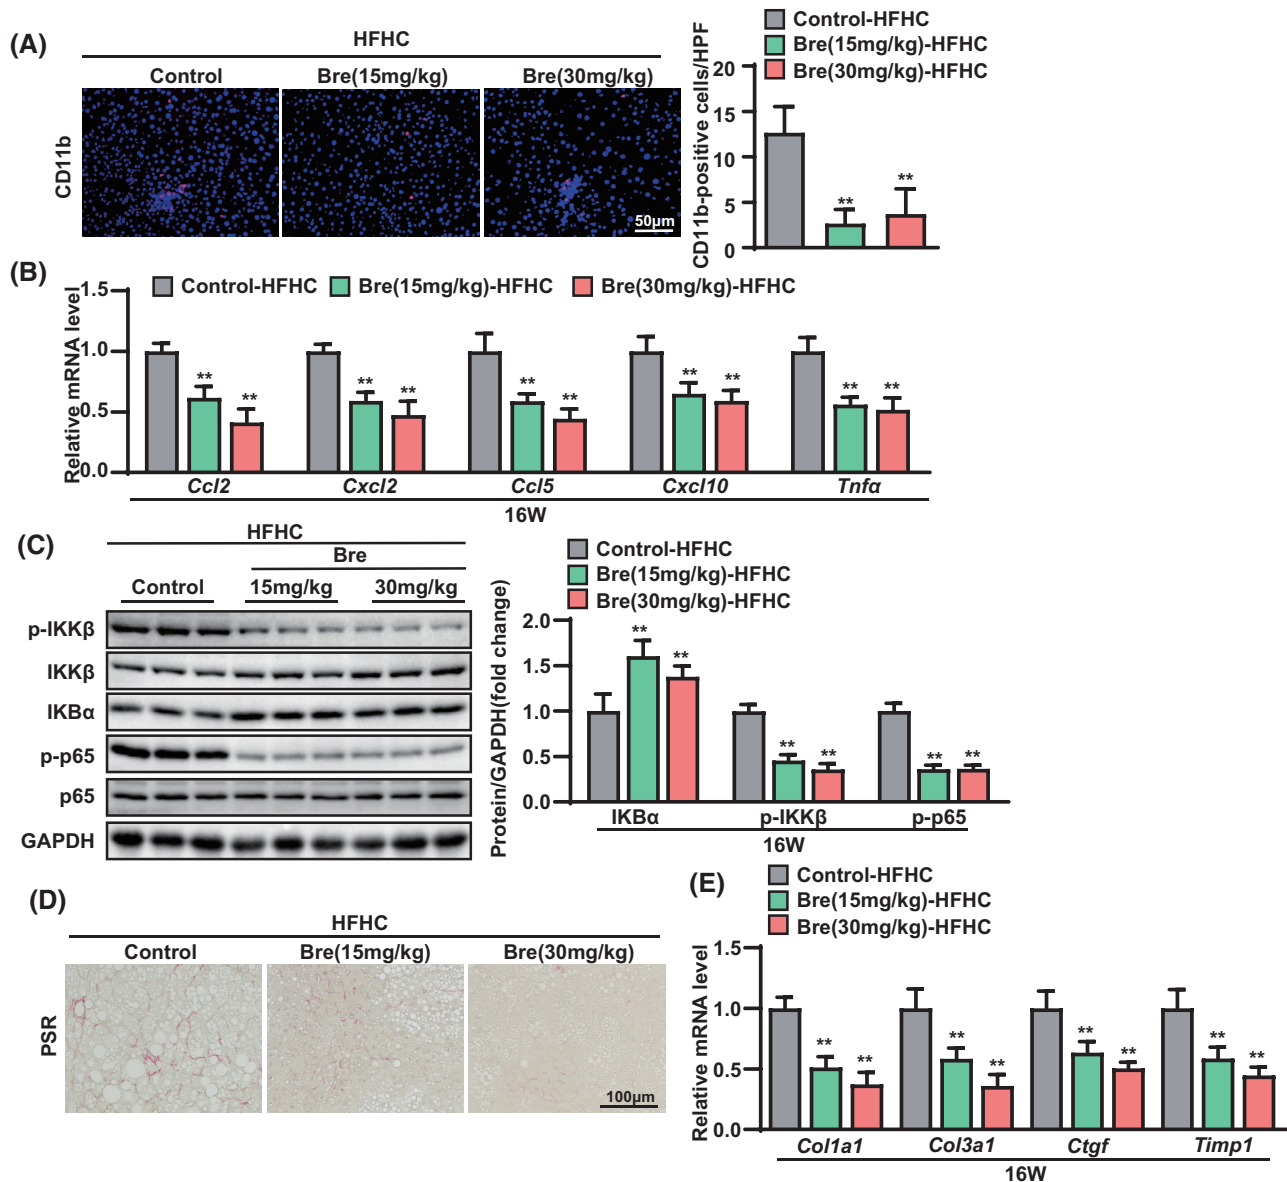 (A)
HFHC
Control Bre(15mg/kg) Bre(30mg/kg)
CD11b
50μm
Control-HFHC
Bre(15mg/kg)-HFHC
Bre(30mg/kg)-HFHC
CD11b-positive cells/HPF
20
15
10
5
0
** **
(B)
Control-HFHC Bre(15mg/kg)-HFHC Bre(30mg/kg)-HFHC
Relative mRNA level
1.5
1.0
0.5
0.0
** ** ** ** ** ** ** ** ** **
Ccl2 Cxcl2 Ccl5 Cxcl10 Tnfα
16W
(C)
HFHC
Bre
Control 15mg/kg 30mg/kg
p-IKKβ
IKKβ
IKBα
p-p65
p65
GAPDH
Control-HFHC
Bre(15mg/kg)-HFHC
Bre(30mg/kg)-HFHC
Protein/GAPDH(fold change)
2.0
1.5
1.0
0.5
0.0
** ** ** ** ** **
IKBα p-IKKβ p-p65
16W
(D)
HFHC
Control Bre(15mg/kg) Bre(30mg/kg)
PSR
100μm
(E)
Control-HFHC
Bre(15mg/kg)-HFHC
Bre(30mg/kg)-HFHC
Relative mRNA level
1.5
1.0
0.5
0.0
** ** ** ** ** ** ** **
Col1a1 Col3a1 Ctgf Timp1
16W